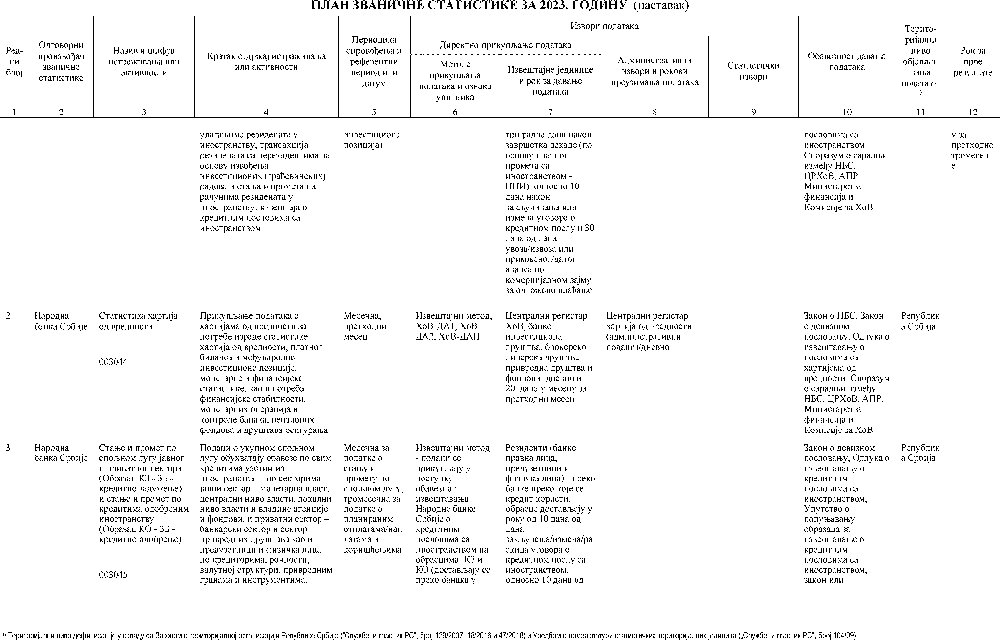 ПЛАН ЗВАНИЧНЕ СТАТИСТИКЕ ЗА 2023. ГОДИНУ (наставак)
Ред-
ни
број
Одговорни
произвођач
званичне
статистике
Назив и шифра
истраживања или
активности
Кратак садржај истраживања
или активности
Периодика
спровођења и
референтни
период или
датум
Извори података
Директно прикупљање података
Методе
прикупљања
података и ознака
упитника
Извештајне јединице
и рок за давање
података
Административни
извори и рокови
преузимања података
Статистички
извори
Обавезност давања
података
Терито-
ријални
ниво
објављи-
вања
података¹
)
Рок за
прве
резултате
1 2 3 4 5 6 7 8 9 10 11 12
улагањима резидената у
иностранству; трансакција
резидената са нерезидентима на
основу извођења
инвестиционих (грађевинских)
радова и стања и промета на
рачунима резидената у
иностранству; извештаја о
кредитним пословима са
иностранством
инвестициона
позиција)
три радна дана након
завршетка декаде (по
основу платног
промета са
иностранством -
ППИ), односно 10
дана након
закључивања или
измена уговора о
кредитном послу и 30
дана од дана
увоза/извоза или
примљеног/датог
аванса по
комерцијалном зајму
за одложено плаћање
пословима са
иностранством
Споразум о сарадњи
између НБС,
ЦРХоВ, АПР,
Министарства
финансија и
Комисије за ХоВ.
у за
претходно
тромесечј
е
2
Народна
банка Србије
Статистика хартија
од вредности
003044
Прикупљање података о
хартијама од вредности за
потребе израде статистике
хартија од вредности, платног
биланса и међународне
инвестиционе позиције,
монетарне и финансијске
статистике, као и потреба
финансијске стабилности,
монетарних операција и
контроле банака, пензионих
фондова и друштава осигурања
Месечна;
претходни
месец
Извештајни метод;
ХоВ-ДА1, ХоВ-
ДА2, ХоВ-ДАП
Централни регистар
ХоВ, банке,
инвестициона
друштва, брокерско
дилерска друштва,
привредна друштва и
фондови; дневно и
20. дана у месецу за
претходни месец
Централни регистар
хартија од вредности
(административни
подаци)/дневно
Закон о НБС, Закон
о девизном
пословању, Одлука о
извештавању о
пословима са
хартијама од
вредности, Споразум
о сарадњи између
НБС, ЦРХоВ, АПР,
Министарства
финансија и
Комисије за ХоВ
Републик
а Србија
3
Народна
банка Србије
Стање и промет по
спољном дугу јавног
и приватног сектора
(Образац КЗ - 3Б -
кредитно задужење)
и стање и промет по
кредитима одобреним
иностранству
(Образац КО - 3Б -
кредитно одобрење)
003045
Подаци о укупном спољном
дугу обухватају обавезе по свим
кредитима узетим из
иностранства: – по секторима:
јавни сектор – монетарна власт,
централни ниво власти, локални
ниво власти и владине агенције
и фондови, и приватни сектор –
банкарски сектор и сектор
привредних друштава као и
предузетници и физичка лица –
по кредиторима, рочности,
валутној структури, привредним
гранама и инструментима.
Месечна за
податке о
стању и
промету по
спољном дугу,
тромесечна за
податке о
планираним
отплатама/нап
латама и
коришћењима
Извештајни метод
- подаци се
прикупљају у
поступку
обавезног
извештавања
Народне банке
Србије о
кредитним
пословима са
иностранством на
обрасцима: КЗ и
КО (достављају се
преко банака у
Резиденти (банке,
правна лица,
предузетници и
физичка лица) - преко
банке преко које се
кредит користи,
обрасце достављају у
року од 10 дана од
дана
закључења/измена/ра
скида уговора о
кредитном послу са
иностранством,
односно 10 дана од
Закон о девизном
пословању, Одлука о
извештавању о
кредитним
пословима са
иностранством,
Упутство о
попуњавању
образаца за
извештавање о
кредитним
пословима са
иностранством,
закон или
Републик
а Србија
¹⁾ Територијални ниво дефинисан је у складу са Законом о територијалној организацији Републике Србије ("Службени гласник РС", број 129/2007, 18/2016 и 47/2018) и Уредбом о номенклатури статистичких територијалних јединица („Службени гласник РС", број 104/09).